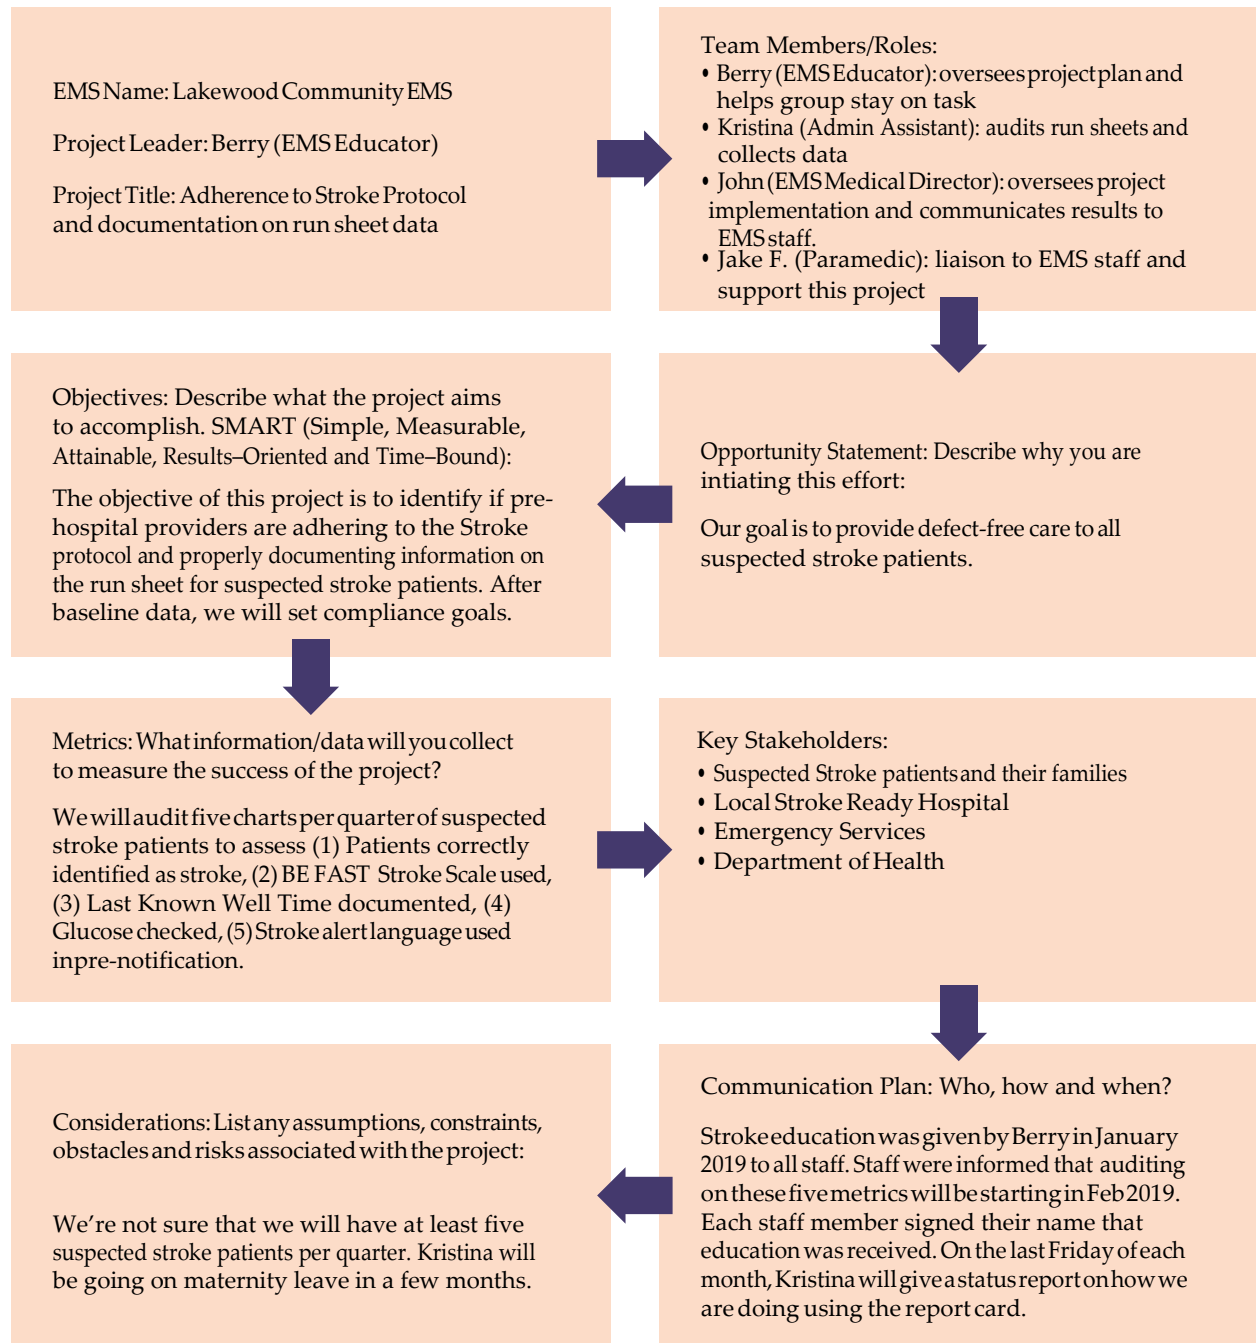 EMS Name: Lakewood Community EMS
Project Leader: Berry (EMS Educator)
Project Title: Adherence to Stroke Protocol
and documentation on run sheet data
Team Members/Roles:
• Berry (EMS Educator): oversees project plan and
helps group stay on task
• Kristina (Admin Assistant): audits run sheets and
collects data
• John (EMS Medical Director): oversees project
implementation and communicates results to
EMS staff.
• Jake F. (Paramedic): liaison to EMS staff and
support this project
Opportunity Statement: Describe why you are
intiating this effort:
Our goal is to provide defect-free care to all
suspected stroke patients.
Objectives: Describe what the project aims
to accomplish. SMART (Simple, Measurable,
Attainable, Results–Oriented and Time–Bound):
The objective of this project is to identify if pre-
hospital providers are adhering to the Stroke
protocol and properly documenting information on
the run sheet for suspected stroke patients. After
baseline data, we will set compliance goals.
Metrics: What information/data will you collect
to measure the success of the project?
We will audit five charts per quarter of suspected
stroke patients to assess (1) Patients correctly
identified as stroke, (2) BE FAST Stroke Scale used,
(3) Last Known Well Time documented, (4)
Glucose checked, (5) Stroke alert language used
inpre-notification.
Key Stakeholders:
• Suspected Stroke patients and their families
• Local Stroke Ready Hospital
• Emergency Services
• Department of Health
Communication Plan: Who, how and when?
Stroke education was given by Berry in January
2019 to all staff. Staff were informed that auditing
on these five metrics will be starting in Feb 2019.
Each staff member signed their name that
education was received. On the last Friday of each
month, Kristina will give a status report on how we
are doing using the report card.
Considerations: List any assumptions, constraints,
obstacles and risks associated with the project:
We're not sure that we will have at least five
suspected stroke patients per quarter. Kristina will
be going on maternity leave in a few months.